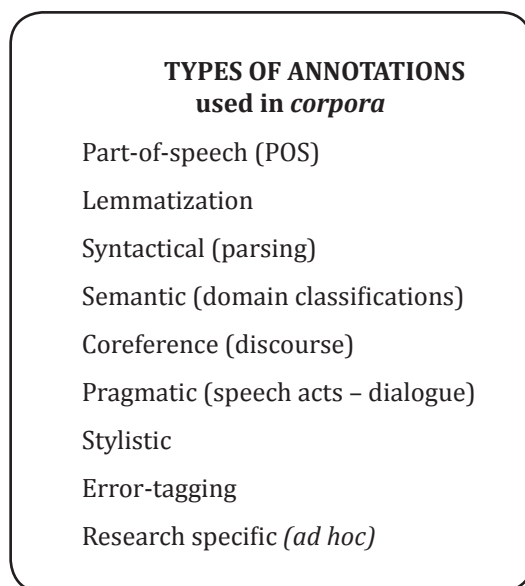 TYPES OF ANNOTATIONS
used in corpora
Part-of-speech (POS)
Lemmatization
Syntactical (parsing)
Semantic (domain classifications)
Coreference (discourse)
Pragmatic (speech acts – dialogue)
Stylistic
Error-tagging
Research specific (ad hoc)